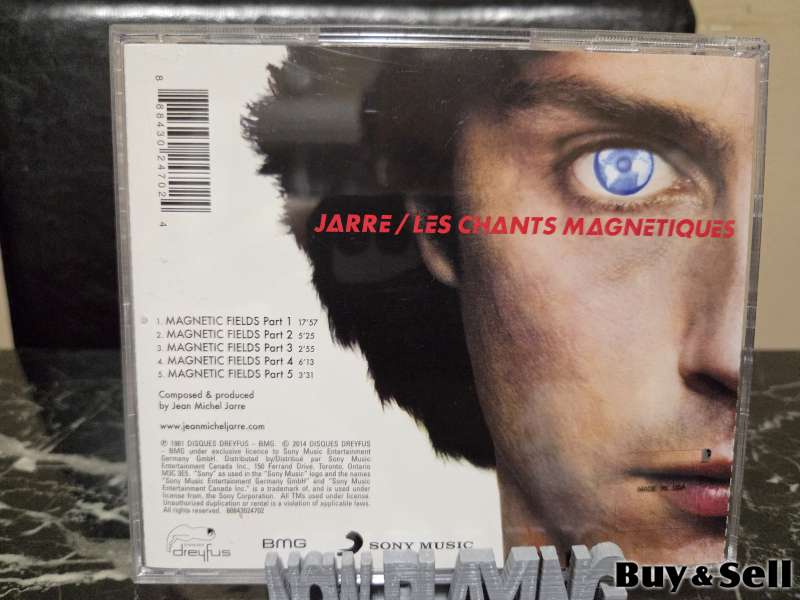 8 88430 24702 4
JARRE / LES CHANTS MAGNETIQUES
1. MAGNETIC FIELDS Part 1 17'57
2. MAGNETIC FIELDS Part 2 5'25
3. MAGNETIC FIELDS Part 3 2'55
4. MAGNETIC FIELDS Part 4 6'13
5. MAGNETIC FIELDS Part 5 3'31
Composed & produced
by Jean Michel Jarre
www.jeanmicheljarre.com
℗ 1981 DISQUES DREYFUS - BMG. © 2014 DISQUES DREYFUS
- BMG under exclusive licence to Sony Music Entertainment
Germany GmbH. Distributed by/Distribué par Sony Music
Entertainment Canada Inc., 150 Ferrand Drive, Toronto, Ontario
M3C 3E5. "Sony" as used in the "Sony Music" logo and the names
"Sony Music Entertainment Germany GmbH" and "Sony Music
Entertainment Canada Inc." is a trademark of, and is used under
license from, the Sony Corporation. All TMs used under license.
Unauthorized duplication or rental is a violation of applicable laws.
All rights reserved. 88843024702
MADE IN USA
dreyfus
BMG
SONY MUSIC
NOW PLAYING
Buy & Sell